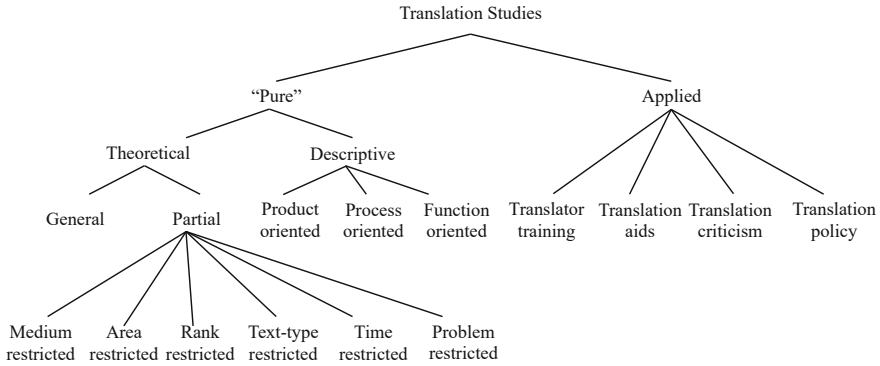 Translation Studies
“Pure”
Applied
Theoretical
Descriptive
General
Partial
Product
oriented
Process
oriented
Function
oriented
Translator
training
Translation
aids
Translation
criticism
Translation
policy
Medium
restricted
Area
restricted
Rank
restricted
Text-type
restricted
Time
restricted
Problem
restricted